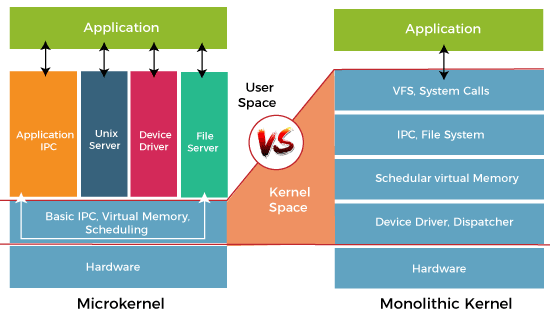 Application
Application
IPC
Unix
Server
Device
Driver
File
Server
Basic IPC, Virtual Memory,
Scheduling
Hardware
Microkernel
User
Space
VS
Kernel
Space
Application
VFS, System Calls
IPC, File System
Schedular virtual Memory
Device Driver, Dispatcher
Hardware
Monolithic Kernel